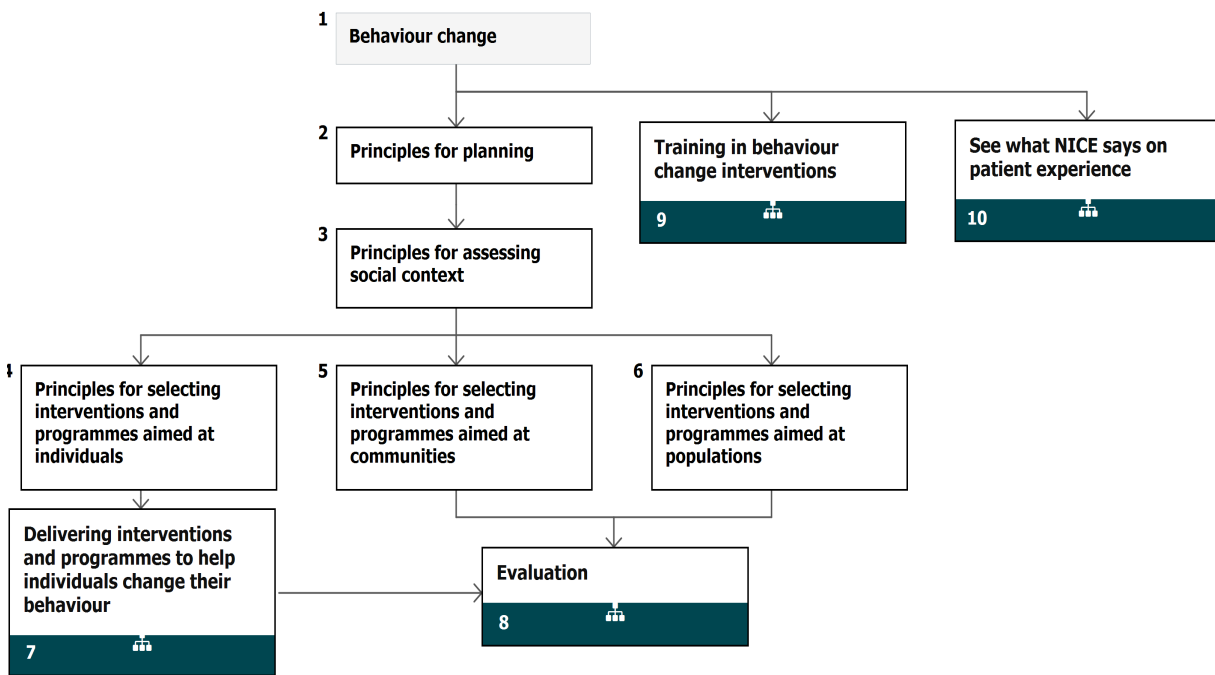 1
Behaviour change
2
Principles for planning
Training in behaviour
change interventions
9
See what NICE says on
patient experience
10
3
Principles for assessing
social context
4
Principles for selecting
interventions and
programmes aimed at
individuals
5
Principles for selecting
interventions and
programmes aimed at
communities
6
Principles for selecting
interventions and
programmes aimed at
populations
Delivering interventions
and programmes to help
individuals change their
behaviour
7
Evaluation
8